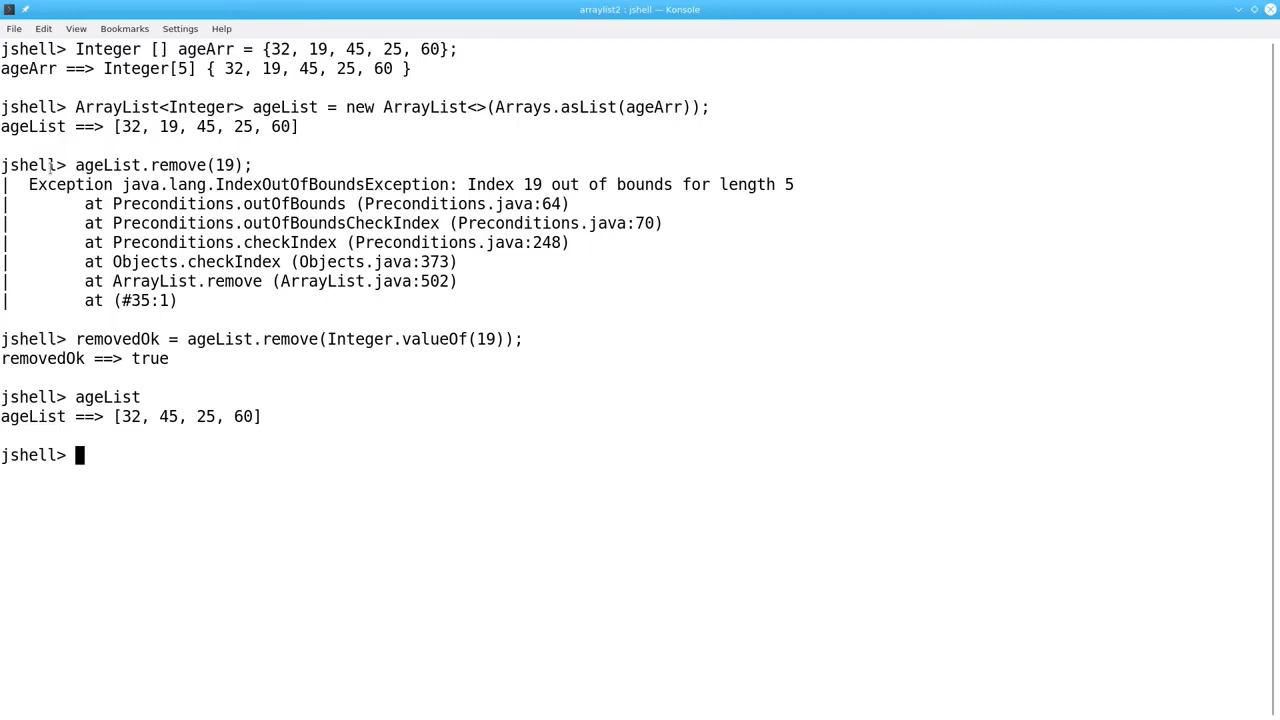 arraylist2 : jshell — Konsole
File Edit View Bookmarks Settings Help
jshell> Integer [] ageArr = {32, 19, 45, 25, 60};
ageArr ==> Integer[5] { 32, 19, 45, 25, 60 }
jshell> ArrayList<Integer> ageList = new ArrayList<>(Arrays.asList(ageArr));
ageList ==> [32, 19, 45, 25, 60]
jshell> ageList.remove(19);
|  Exception java.lang.IndexOutOfBoundsException: Index 19 out of bounds for length 5
|        at Preconditions.outOfBounds (Preconditions.java:64)
|        at Preconditions.outOfBoundsCheckIndex (Preconditions.java:70)
|        at Preconditions.checkIndex (Preconditions.java:248)
|        at Objects.checkIndex (Objects.java:373)
|        at ArrayList.remove (ArrayList.java:502)
|        at (#35:1)
jshell> removedOk = ageList.remove(Integer.valueOf(19));
removedOk ==> true
jshell> ageList
ageList ==> [32, 45, 25, 60]
jshell>